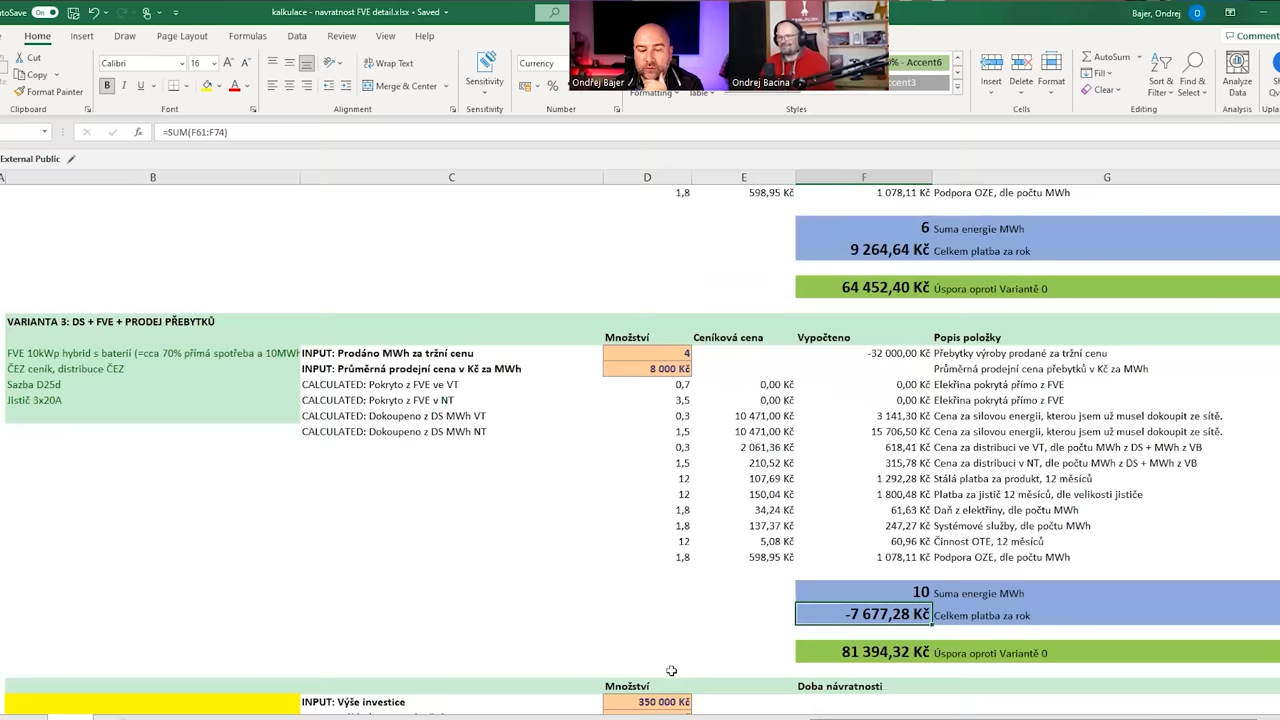 AutoSave On
kalkulace - navratnost FVE detail.xlsx • Saved
Bajer, Ondrej O
Home Insert Draw Page Layout Formulas Data Review View Help
Comment
Cut
Copy
Format Painter
Clipboard
Calibri 16
B I U
Font
Wrap Text
Merge & Center
Alignment
Sensitivity
Sensitivity
Currency
%
Number
Formatting
Table
0% - Accent6
Accent3
Styles
Insert Delete Format
Cells
AutoSum
Fill
Clear
Sort & Filter
Find & Select
Editing
Analyze Data
Analysis
Ondřej Bajer
Ondrej Bacina
fx =SUM(F61:F74)
External Public
A B C D E F G
1,8 598,95 Kč 1 078,11 Kč Podpora OZE, dle počtu MWh
6 Suma energie MWh
9 264,64 Kč Celkem platba za rok
64 452,40 Kč Úspora oproti Variantě 0
VARIANTA 3: DS + FVE + PRODEJ PŘEBYTKŮ
Množství Ceníková cena Vypočteno Popis položky
FVE 10kWp hybrid s baterií (=cca 70% přímá spotřeba a 10MWh INPUT: Prodáno MWh za tržní cenu 4 -32 000,00 Kč Přebytky výroby prodané za tržní cenu
ČEZ ceník, distribuce ČEZ INPUT: Průměrná prodejní cena v Kč za MWh 8 000 Kč Průměrná prodejní cena přebytků v Kč za MWh
Sazba D25d CALCULATED: Pokryto z FVE ve VT 0,7 0,00 Kč 0,00 Kč Elekřina pokrytá přímo z FVE
Jistič 3x20A CALCULATED: Pokryto z FVE v NT 3,5 0,00 Kč 0,00 Kč Elekřina pokrytá přímo z FVE
CALCULATED: Dokoupeno z DS MWh VT 0,3 10 471,00 Kč 3 141,30 Kč Cena za silovou energii, kterou jsem už musel dokoupit ze sítě.
CALCULATED: Dokoupeno z DS MWh NT 1,5 10 471,00 Kč 15 706,50 Kč Cena za silovou energii, kterou jsem už musel dokoupit ze sítě.
0,3 2 061,36 Kč 618,41 Kč Cena za distribuci ve VT, dle počtu MWh z DS + MWh z VB
1,5 210,52 Kč 315,78 Kč Cena za distribuci v NT, dle počtu MWh z DS + MWh z VB
12 107,69 Kč 1 292,28 Kč Stálá platba za produkt, 12 měsíců
12 150,04 Kč 1 800,48 Kč Platba za jistič 12 měsíců, dle velikosti jističe
1,8 34,24 Kč 61,63 Kč Daň z elektřiny, dle počtu MWh
1,8 137,37 Kč 247,27 Kč Systémové služby, dle počtu MWh
12 5,08 Kč 60,96 Kč Činnost OTE, 12 měsíců
1,8 598,95 Kč 1 078,11 Kč Podpora OZE, dle počtu MWh
10 Suma energie MWh
-7 677,28 Kč Celkem platba za rok
81 394,32 Kč Úspora oproti Variantě 0
Množství Doba návratnosti
INPUT: Výše investice 350 000 Kč